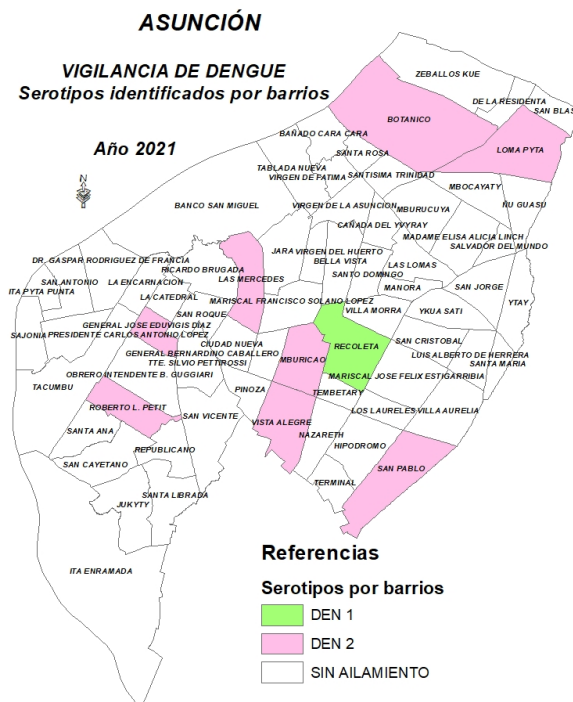 ASUNCIÓN
VIGILANCIA DE DENGUE
Serotipos identificados por barrios
Año 2021
N
ZEBALLOS KUE
DE LA RESIDENTA
SAN BLAS
BOTANICO
BAÑADO CARA CARA
LOMA PYTA
SANTA ROSA
TABLADA NUEVA
VIRGEN DE FATIMA
SANTISIMA TRINIDAD
MBOCAYATY
ÑU GUASU
BANCO SAN MIGUEL
VIRGEN DE LA ASUNCION
MBURUCUYA
CAÑADA DEL YVYRAY
MADAME ELISA ALICIA LINCH
SALVADOR DEL MUNDO
JARA
VIRGEN DEL HUERTO
BELLA VISTA
DR. GASPAR RODRIGUEZ DE FRANCIA
RICARDO BRUGADA
LAS LOMAS
SANTO DOMINGO
SAN ANTONIO
LA ENCARNACION
LAS MERCEDES
MANORA
SAN JORGE
ITA PYTA PUNTA
LA CATEDRAL
MARISCAL FRANCISCO SOLANO LOPEZ
YTAY
VILLA MORRA
YKUA SATI
SAN ROQUE
GENERAL JOSE EDUVIGIS DIAZ
SAJONIA
PRESIDENTE CARLOS ANTONIO LOPEZ
CIUDAD NUEVA
RECOLETA
SAN CRISTOBAL
GENERAL BERNARDINO CABALLERO
LUIS ALBERTO DE HERRERA
TTE. SILVIO PETTIROSSI
MBURICAO
SANTA MARIA
OBRERO INTENDENTE B. GUGGIARI
MARISCAL JOSE FELIX ESTIGARRIBIA
TACUMBU
PINOZA
TEMBETARY
ROBERTO L. PETIT
SAN VICENTE
LOS LAURELES
VILLA AURELIA
VISTA ALEGRE
SANTA ANA
NAZARETH
HIPODROMO
REPUBLICANO
SAN CAYETANO
SAN PABLO
TERMINAL
SANTA LIBRADA
JUKYTY
ITA ENRAMADA
Referencias
Serotipos por barrios
DEN 1
DEN 2
SIN AILAMIENTO